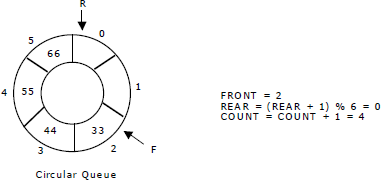 R
5
0
66
4
55
1
44
33
3
2
F
Circular Queue
FRONT = 2
REAR = (REAR + 1) % 6 = 0
COUNT = COUNT + 1 = 4